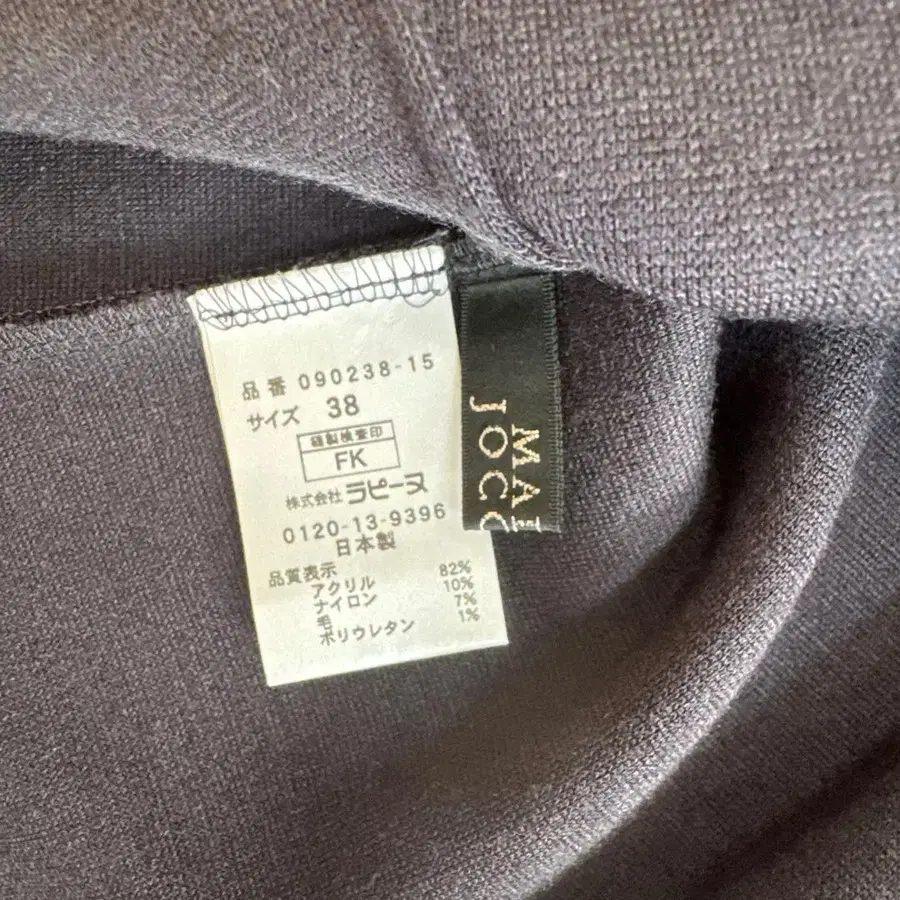 品番 090238-15
サイズ 38
縫製検査印
FK
株式会社 ラピーヌ
0120-13-9396
日本製
品質表示
アクリル 82%
ナイロン 10%
毛 7%
ポリウレタン 1%
JOCO